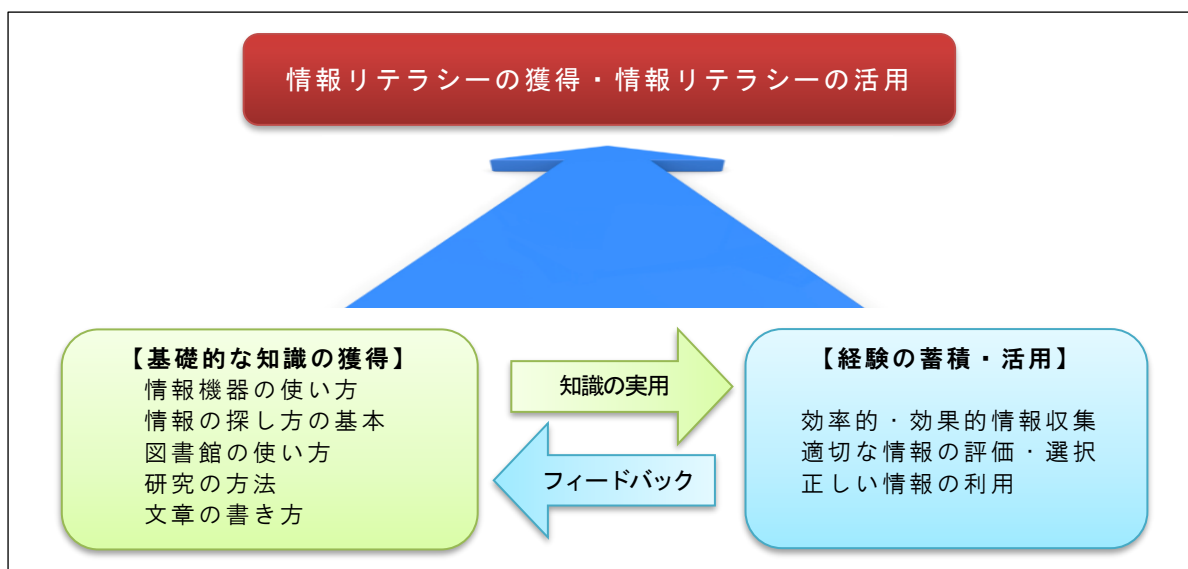 情報リテラシーの獲得・情報リテラシーの活用
【基礎的な知識の獲得】
情報機器の使い方
情報の探し方の基本
図書館の使い方
研究の方法
文章の書き方
知識の実用
フィードバック
【経験の蓄積・活用】
効率的・効果的情報収集
適切な情報の評価・選択
正しい情報の利用